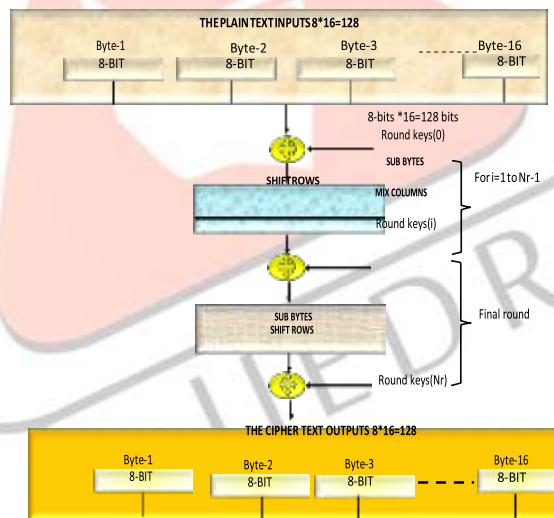 THE PLAIN TEXT INPUTS 8*16=128
Byte-1 Byte-2 Byte-3 Byte-16
8-BIT 8-BIT 8-BIT 8-BIT
8-bits *16=128 bits
Round keys(0)
SUB BYTES
SHIFT ROWS
MIX COLUMNS
For i=1 to Nr-1
Round keys(i)
SUB BYTES
SHIFT ROWS
Final round
Round keys(Nr)
THE CIPHER TEXT OUTPUTS 8*16=128
Byte-1 Byte-2 Byte-3 Byte-16
8-BIT 8-BIT 8-BIT 8-BIT
IJEDR